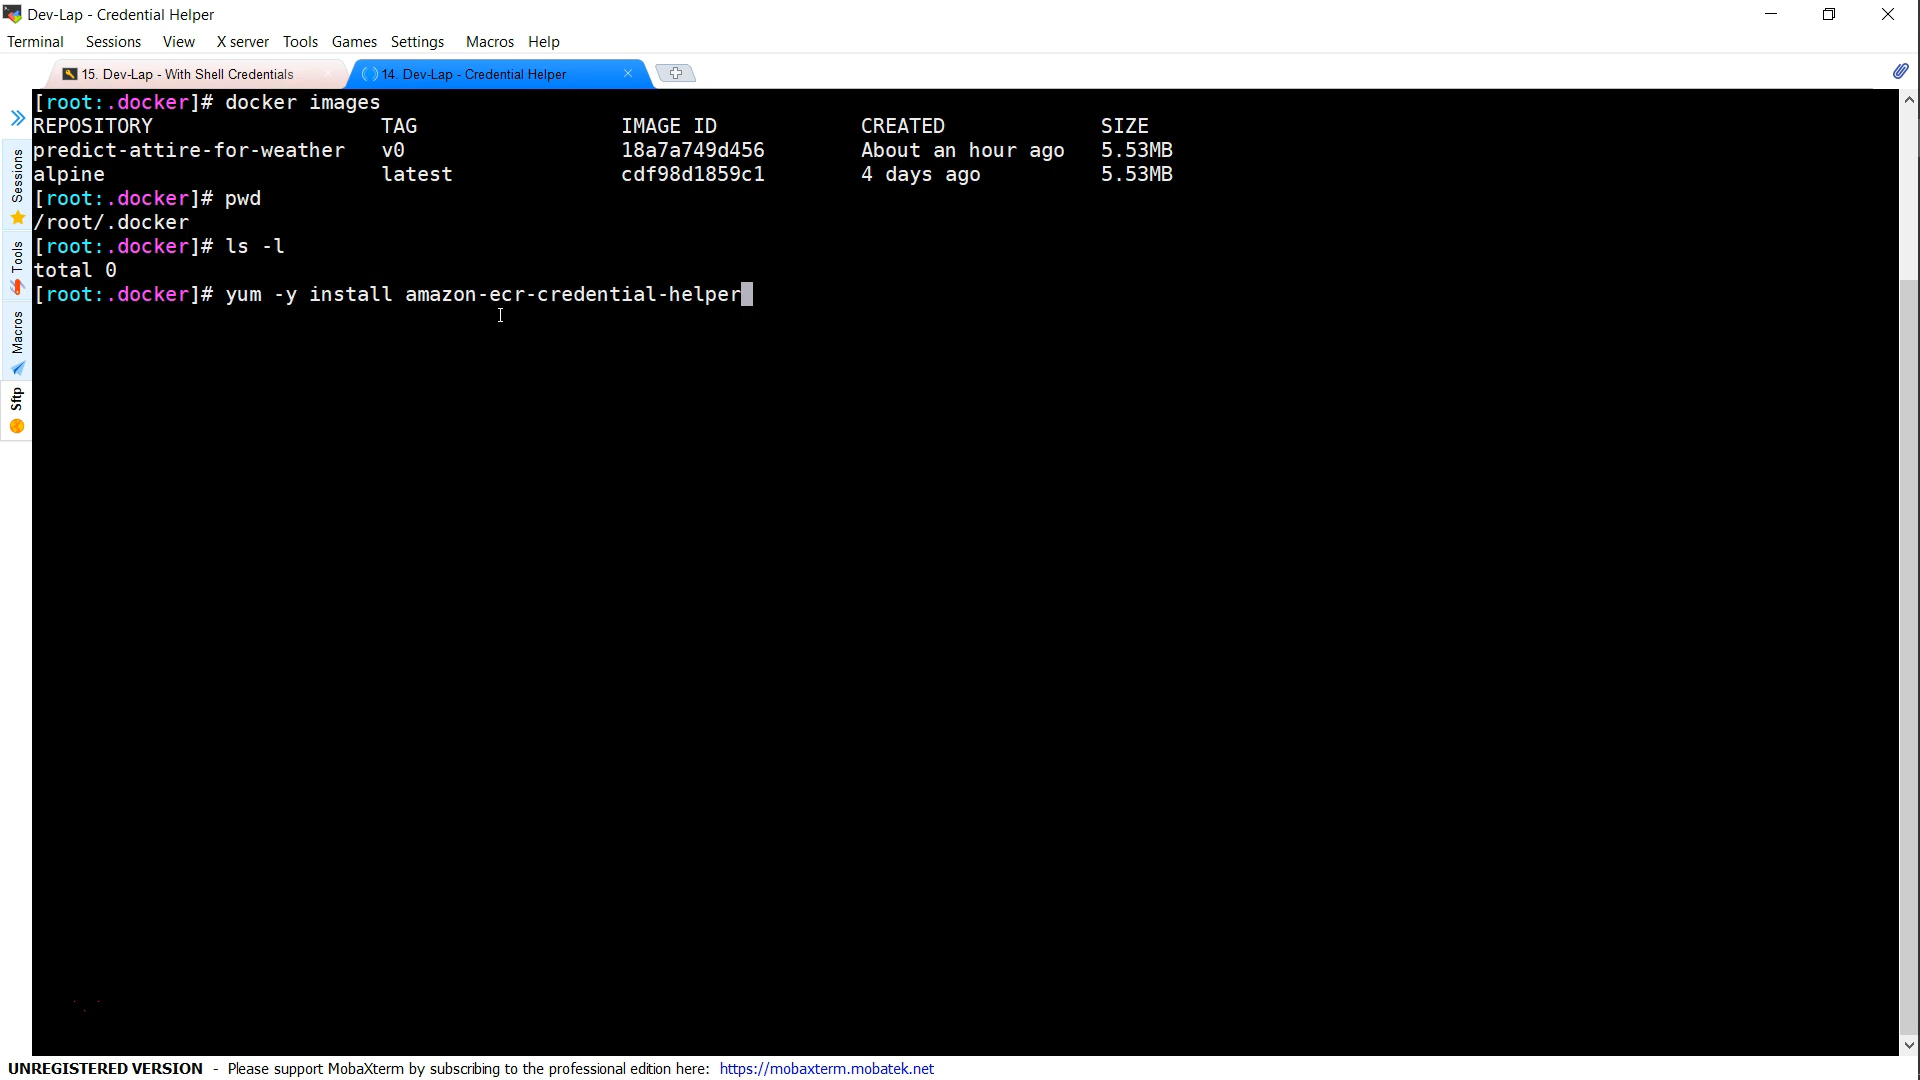 Dev-Lap - Credential Helper
Terminal Sessions View X server Tools Games Settings Macros Help
15. Dev-Lap - With Shell Credentials 14. Dev-Lap - Credential Helper
[root:.docker]# docker images
REPOSITORY TAG IMAGE ID CREATED SIZE
predict-attire-for-weather v0 18a7a749d456 About an hour ago 5.53MB
alpine latest cdf98d1859c1 4 days ago 5.53MB
[root:.docker]# pwd
/root/.docker
[root:.docker]# ls -l
total 0
[root:.docker]# yum -y install amazon-ecr-credential-helper
Sessions
Tools
Macros
Sftp
UNREGISTERED VERSION - Please support MobaXterm by subscribing to the professional edition here: https://mobaxterm.mobatek.net